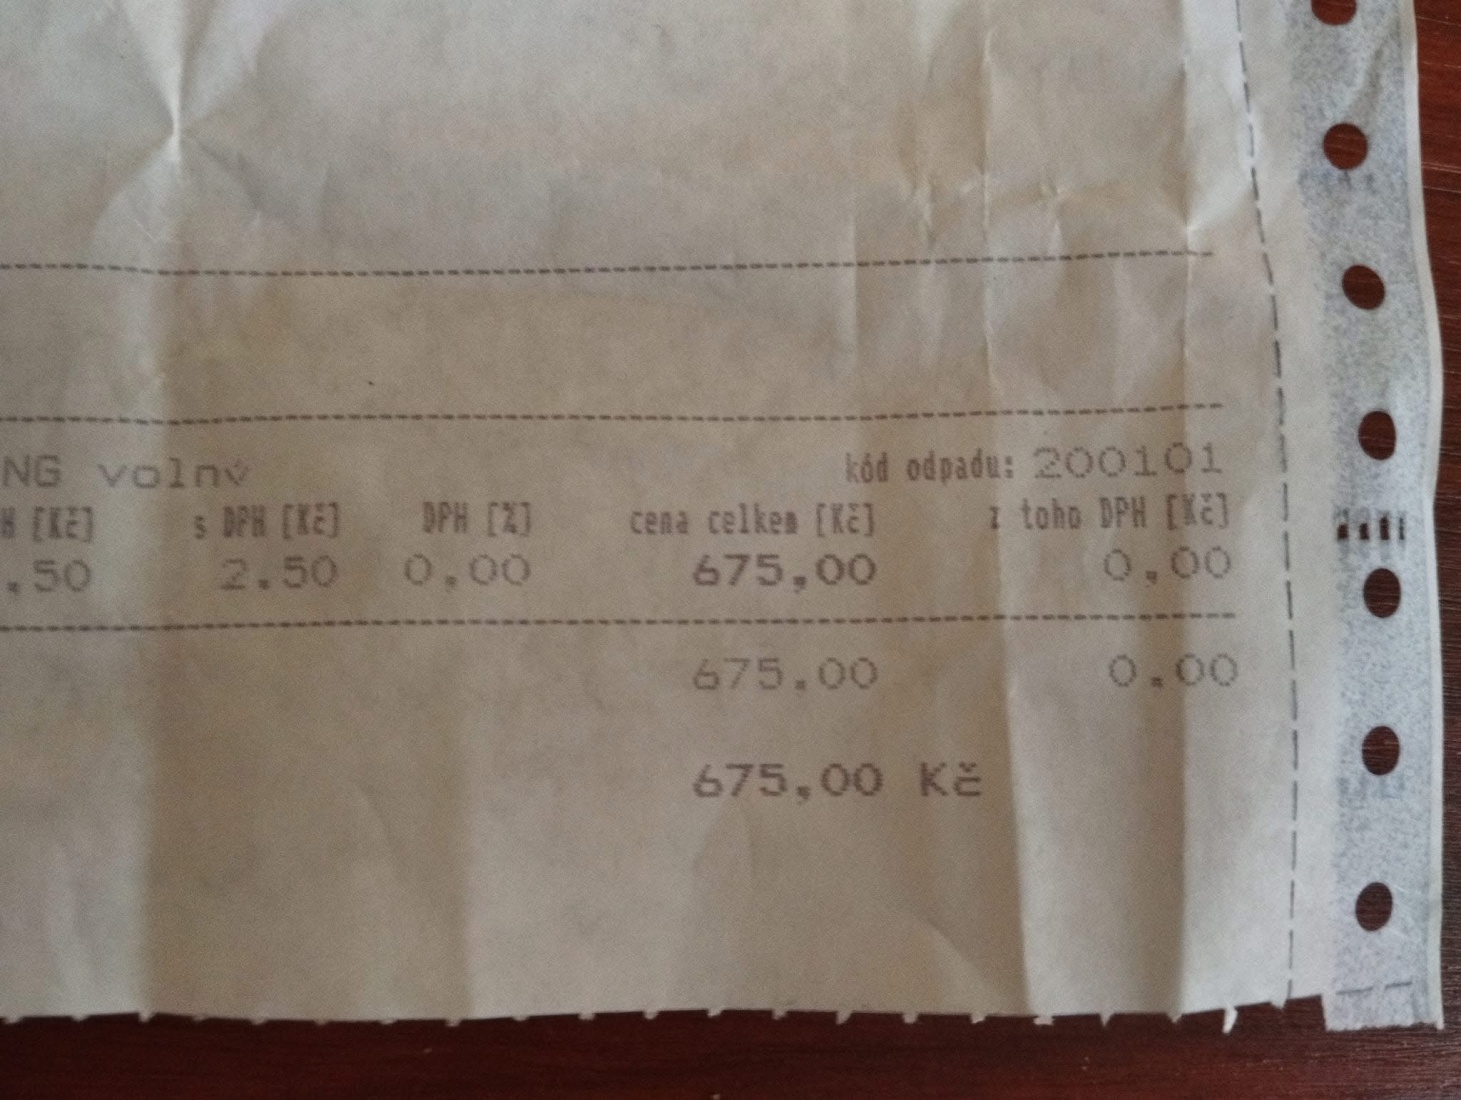 NG volný kód odpadu: 200101
H [Kč] s DPH [Kč] DPH [%] cena celkem [Kč] z toho DPH [Kč]
.50 2.50 0.00 675,00 0.00
675.00 0.00
675,00 Kč